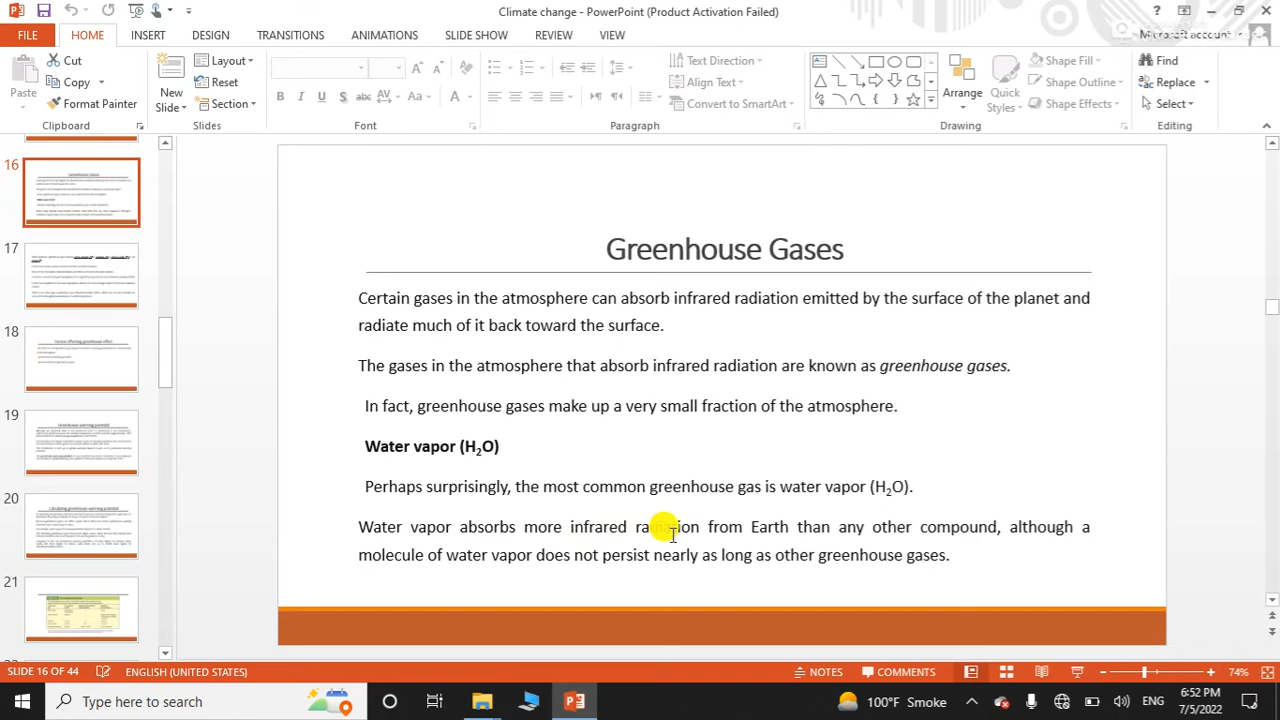 Climate change - PowerPoint (Product Activation Failed)
FILE HOME INSERT DESIGN TRANSITIONS ANIMATIONS SLIDE SHOW REVIEW VIEW Microsoft account
Cut Layout Text Direction Shape Fill Find
Copy Reset Align Text Shape Outline Replace
Paste New Slide Arrange Quick Styles
Format Painter Section Convert to SmartArt Shape Effects Select
Clipboard Slides Font Paragraph Drawing Editing
16
17
18
19
20
21
Greenhouse Gases
Certain gases in the atmosphere can absorb infrared radiation emitted by the surface of the planet and
radiate much of it back toward the surface.
The gases in the atmosphere that absorb infrared radiation are known as greenhouse gases.
In fact, greenhouse gases make up a very small fraction of the atmosphere.
Water vapor (H₂O)
Perhaps surprisingly, the most common greenhouse gas is water vapor (H₂O).
Water vapor absorbs more infrared radiation from Earth than any other compound, although a
molecule of water vapor does not persist nearly as long as other greenhouse gases.
SLIDE 16 OF 44 ENGLISH (UNITED STATES) NOTES COMMENTS 74%
Type here to search 100°F Smoke ENG 6:52 PM
7/5/2022